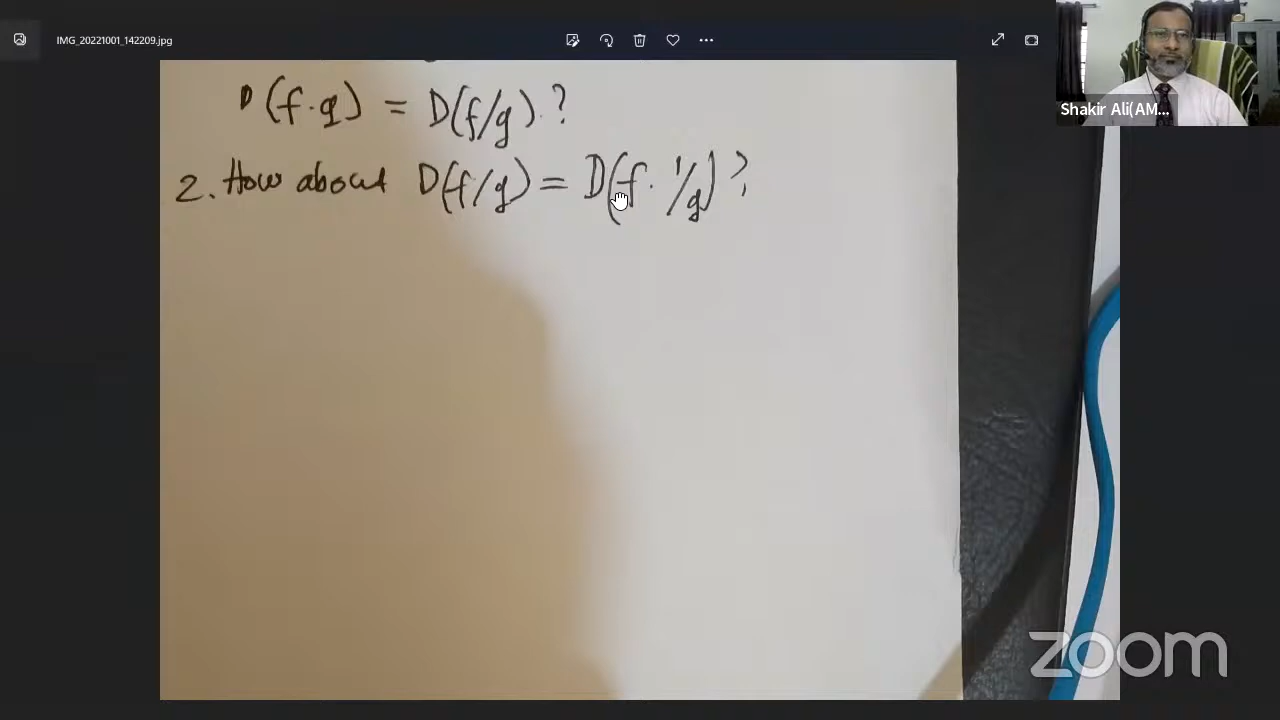 IMG_20221001_142209.jpg
Shakir Ali(AM...
D(f.g) = D(f/g).?
2. How about D(f/g) = D(f. 1/g)?
zoom